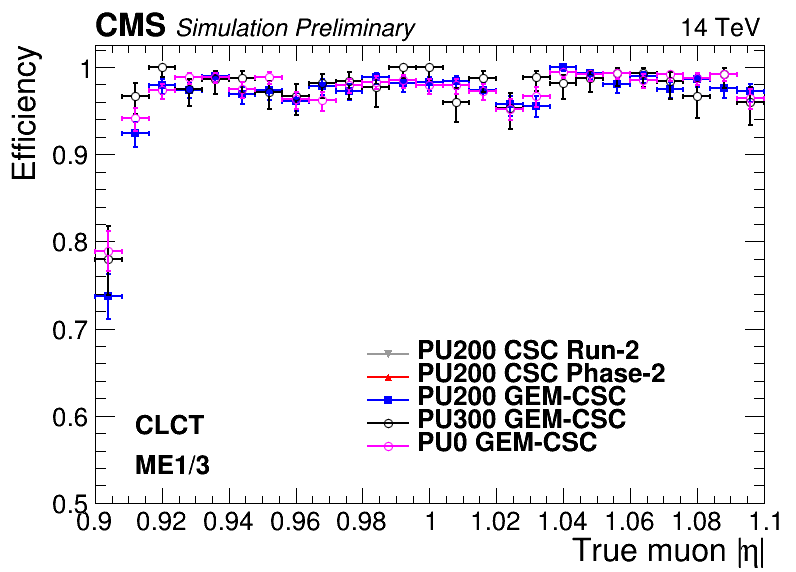 CMS Simulation Preliminary 14 TeV
Efficiency
1
0.9
0.8
0.7
0.6
0.5
PU200 CSC Run-2
PU200 CSC Phase-2
PU200 GEM-CSC
PU300 GEM-CSC
PU0 GEM-CSC
CLCT
ME1/3
0.9 0.92 0.94 0.96 0.98 1 1.02 1.04 1.06 1.08 1.1
True muon |η|